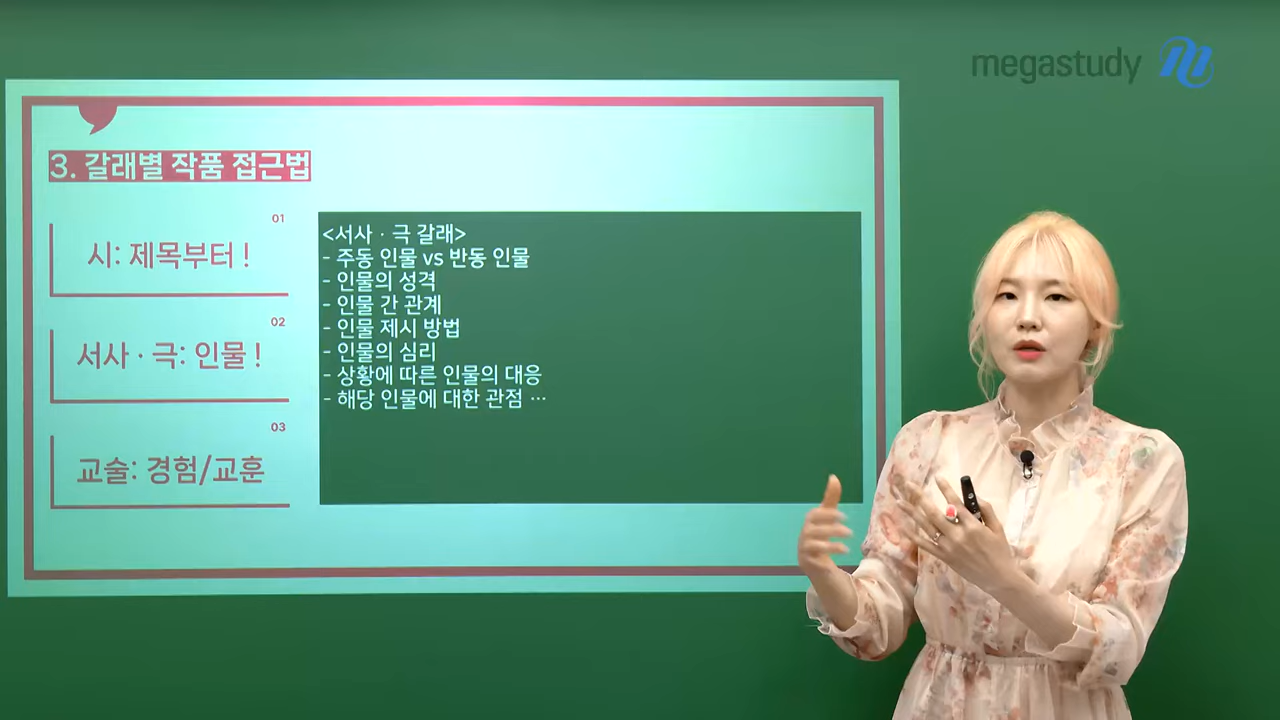 megastudy
3. 갈래별 작품 접근법
01
시: 제목부터 !
02
서사 · 극: 인물 !
03
교술: 경험/교훈
<서사 · 극 갈래>
- 주동 인물 vs 반동 인물
- 인물의 성격
- 인물 간 관계
- 인물 제시 방법
- 인물의 심리
- 상황에 따른 인물의 대응
- 해당 인물에 대한 관점 …